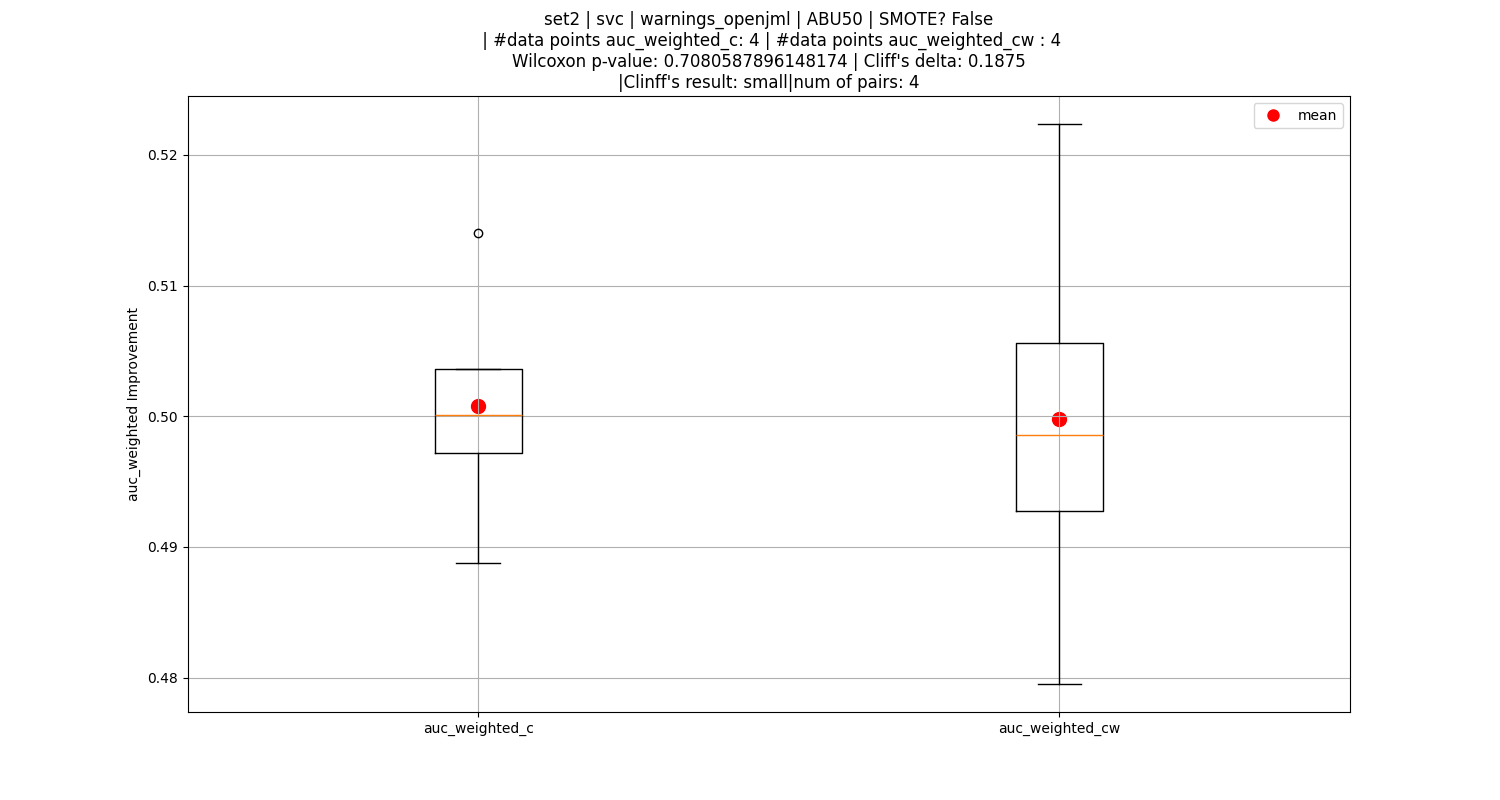 set2 | svc | warnings_openjml | ABU50 | SMOTE? False
| #data points auc_weighted_c: 4 | #data points auc_weighted_cw : 4
Wilcoxon p-value: 0.7080587896148174 | Cliff's delta: 0.1875
|Clinff's result: small|num of pairs: 4
mean
0.52
0.51
0.50
0.49
0.48
auc_weighted Improvement
auc_weighted_c
auc_weighted_cw